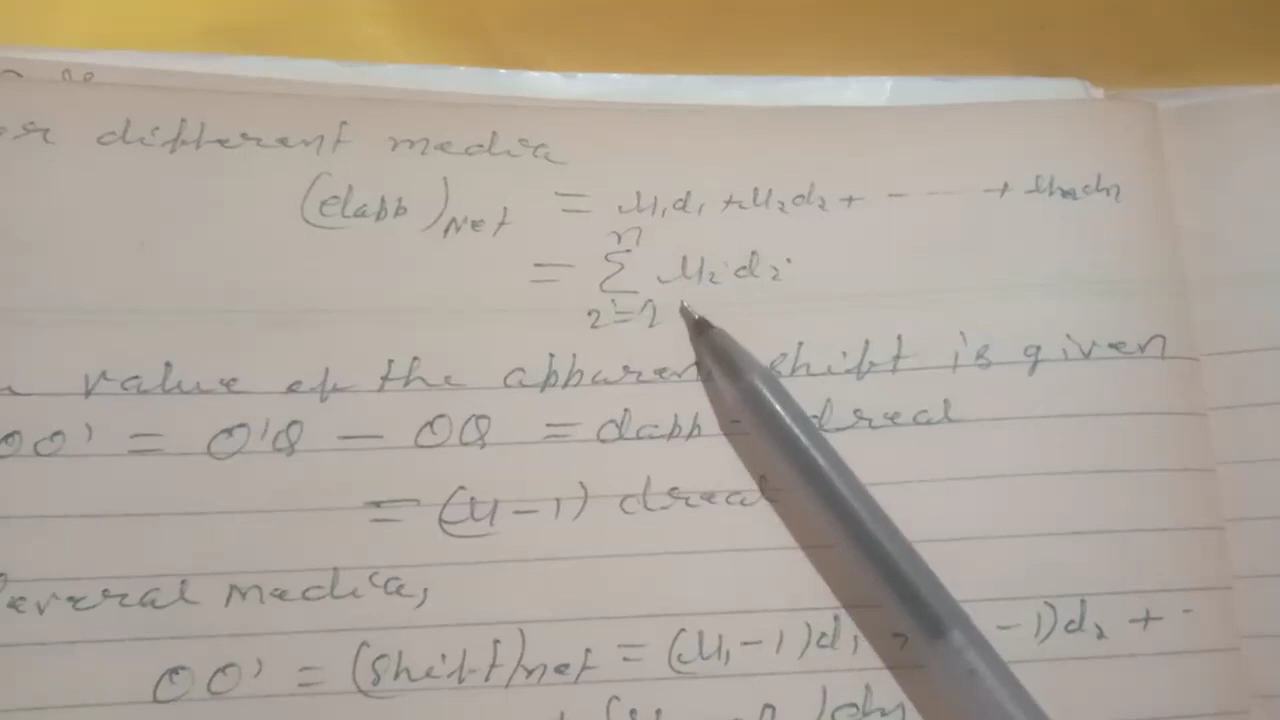 different media
(dapp)Net = μ₁d₁ + μ₂d₂ + ------ + μndn
= Σ μi di
n
i=1
value of the apparent shift is given
OO' = O'Q - OQ = dapp - dreal
= (μ-1) dreal
several media,
OO' = (shift)net = (μ₁-1)d₁ -1)d₂ + -